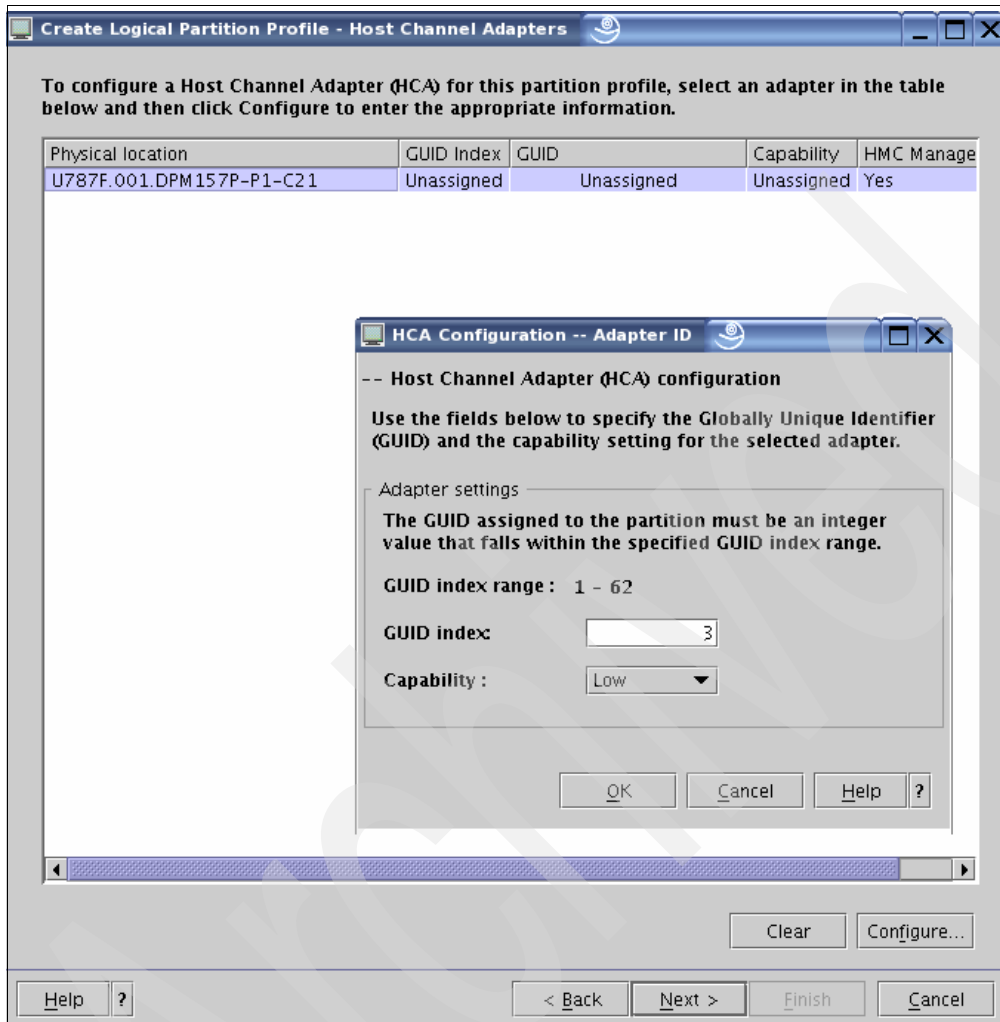 Create Logical Partition Profile - Host Channel Adapters
To configure a Host Channel Adapter (HCA) for this partition profile, select an adapter in the table
below and then click Configure to enter the appropriate information.
Physical location GUID Index GUID Capability HMC Manage
U787F.001.DPM157P-P1-C21 Unassigned Unassigned Unassigned Yes
HCA Configuration -- Adapter ID
-- Host Channel Adapter (HCA) configuration
Use the fields below to specify the Globally Unique Identifier
(GUID) and the capability setting for the selected adapter.
Adapter settings
The GUID assigned to the partition must be an integer
value that falls within the specified GUID index range.
GUID index range : 1 - 62
GUID index: 3
Capability : Low
OK Cancel Help ?
Clear Configure...
Help ? < Back Next > Finish Cancel
Archived